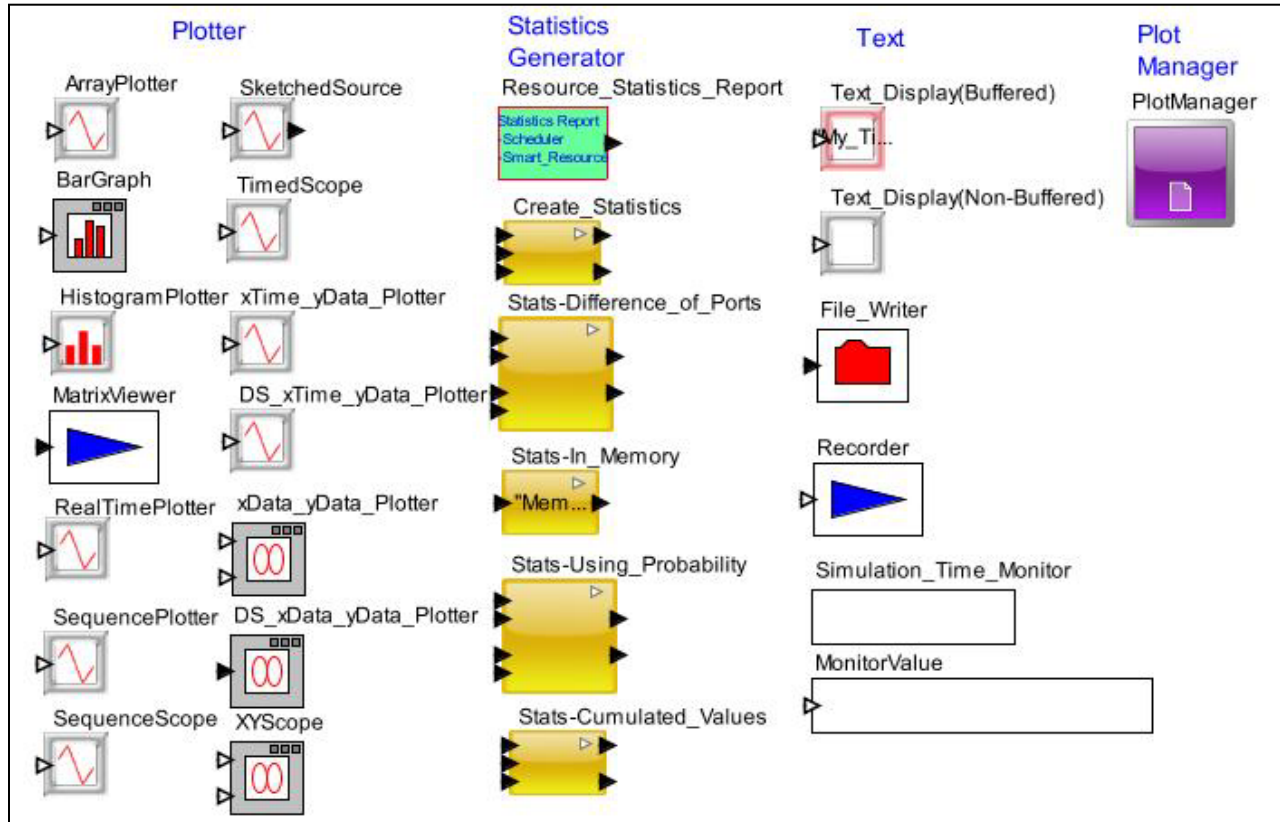 Plotter
ArrayPlotter
SketchedSource
BarGraph
TimedScope
HistogramPlotter
xTime_yData_Plotter
MatrixViewer
DS_xTime_yData_Plotter
RealTimePlotter
xData_yData_Plotter
SequencePlotter
DS_xData_yData_Plotter
SequenceScope
XYScope
Statistics
Generator
Resource_Statistics_Report
Statistics Report
-Scheduler
-Smart_Resource
Create_Statistics
Stats-Difference_of_Ports
Stats-In_Memory
"Mem...
Stats-Using_Probability
Stats-Cumulated_Values
Text
Text_Display(Buffered)
"My_Ti...
Text_Display(Non-Buffered)
File_Writer
Recorder
Simulation_Time_Monitor
MonitorValue
Plot
Manager
PlotManager